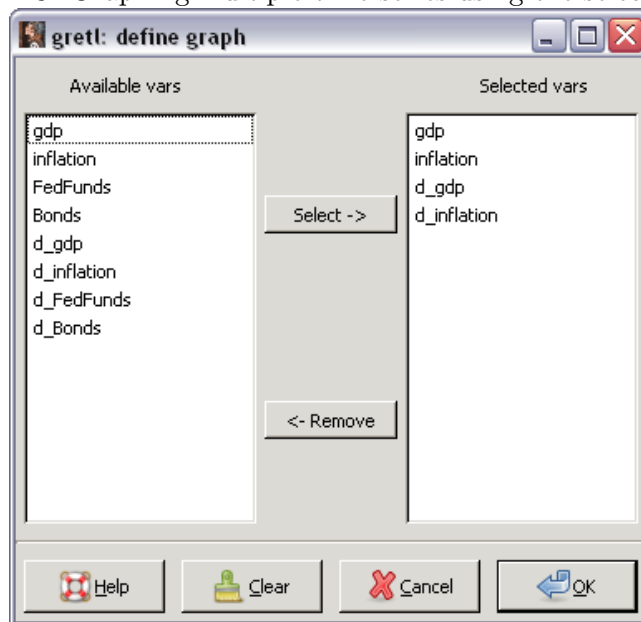 gretl: define graph
Available vars
Selected vars
gdp
inflation
FedFunds
Bonds
d_gdp
d_inflation
d_FedFunds
d_Bonds
Select ->
<- Remove
gdp
inflation
d_gdp
d_inflation
Help
Clear
Cancel
OK